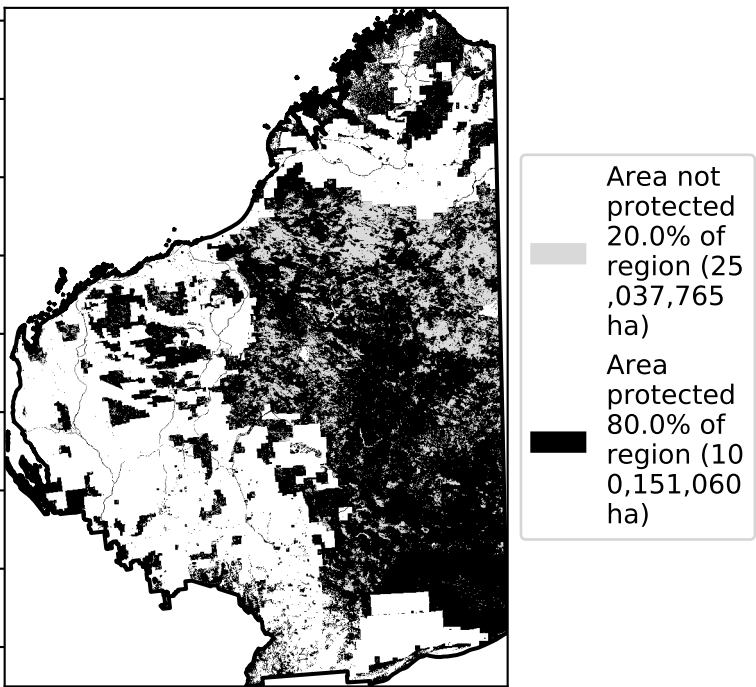 Area not
protected
20.0% of
region (25
,037,765
ha)
Area
protected
80.0% of
region (10
0,151,060
ha)